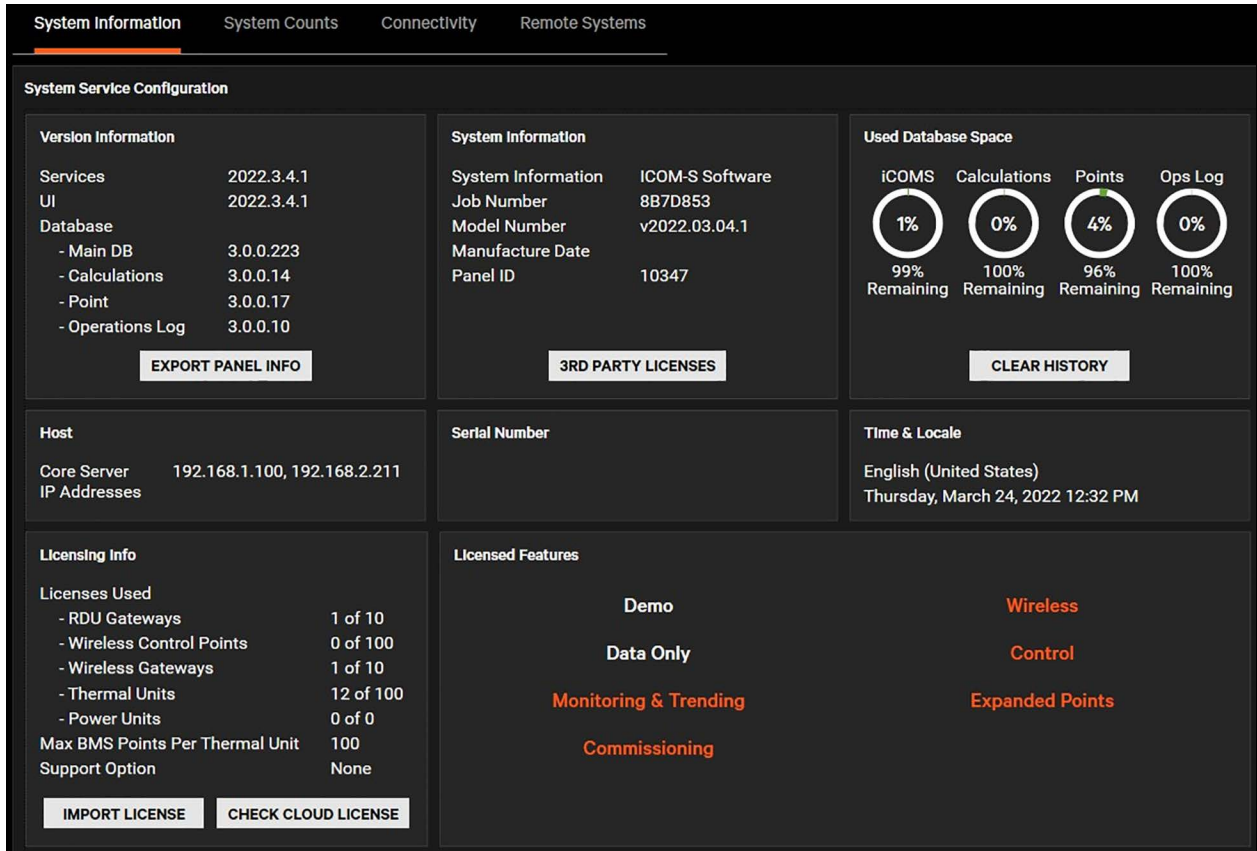 System Information System Counts Connectivity Remote Systems
System Service Configuration
Version Information
Services 2022.3.4.1
UI 2022.3.4.1
Database
- Main DB 3.0.0.223
- Calculations 3.0.0.14
- Point 3.0.0.17
- Operations Log 3.0.0.10
EXPORT PANEL INFO
System Information
System Information ICOM-S Software
Job Number 8B7D853
Model Number v2022.03.04.1
Manufacture Date
Panel ID 10347
3RD PARTY LICENSES
Used Database Space
iCOMS Calculations Points Ops Log
1% 0% 4% 0%
99% 100% 96% 100%
Remaining Remaining Remaining Remaining
CLEAR HISTORY
Host
Core Server 192.168.1.100, 192.168.2.211
IP Addresses
Serial Number
Time & Locale
English (United States)
Thursday, March 24, 2022 12:32 PM
Licensing Info
Licenses Used
- RDU Gateways 1 of 10
- Wireless Control Points 0 of 100
- Wireless Gateways 1 of 10
- Thermal Units 12 of 100
- Power Units 0 of 0
Max BMS Points Per Thermal Unit 100
Support Option None
IMPORT LICENSE CHECK CLOUD LICENSE
Licensed Features
Demo Wireless
Data Only Control
Monitoring & Trending Expanded Points
Commissioning